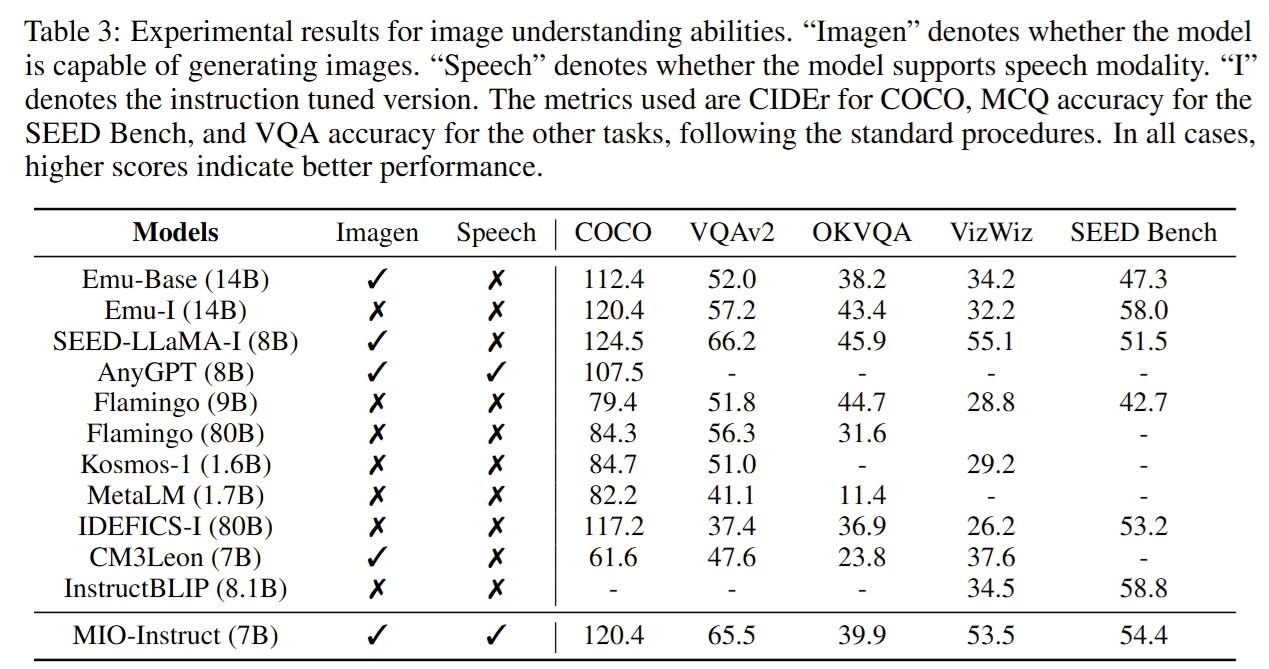 Table 3: Experimental results for image understanding abilities. “Imagen” denotes whether the model
is capable of generating images. “Speech” denotes whether the model supports speech modality. “I”
denotes the instruction tuned version. The metrics used are CIDEr for COCO, MCQ accuracy for the
SEED Bench, and VQA accuracy for the other tasks, following the standard procedures. In all cases,
higher scores indicate better performance.
Models Imagen Speech COCO VQAv2 OKVQA VizWiz SEED Bench
Emu-Base (14B) ✓ ✗ 112.4 52.0 38.2 34.2 47.3
Emu-I (14B) ✗ ✗ 120.4 57.2 43.4 32.2 58.0
SEED-LLaMA-I (8B) ✓ ✗ 124.5 66.2 45.9 55.1 51.5
AnyGPT (8B) ✓ ✓ 107.5 - - - -
Flamingo (9B) ✗ ✗ 79.4 51.8 44.7 28.8 42.7
Flamingo (80B) ✗ ✗ 84.3 56.3 31.6 -
Kosmos-1 (1.6B) ✗ ✗ 84.7 51.0 - 29.2 -
MetaLM (1.7B) ✗ ✗ 82.2 41.1 11.4 - -
IDEFICS-I (80B) ✗ ✗ 117.2 37.4 36.9 26.2 53.2
CM3Leon (7B) ✓ ✗ 61.6 47.6 23.8 37.6 -
InstructBLIP (8.1B) ✗ ✗ - - - 34.5 58.8
MIO-Instruct (7B) ✓ ✓ 120.4 65.5 39.9 53.5 54.4